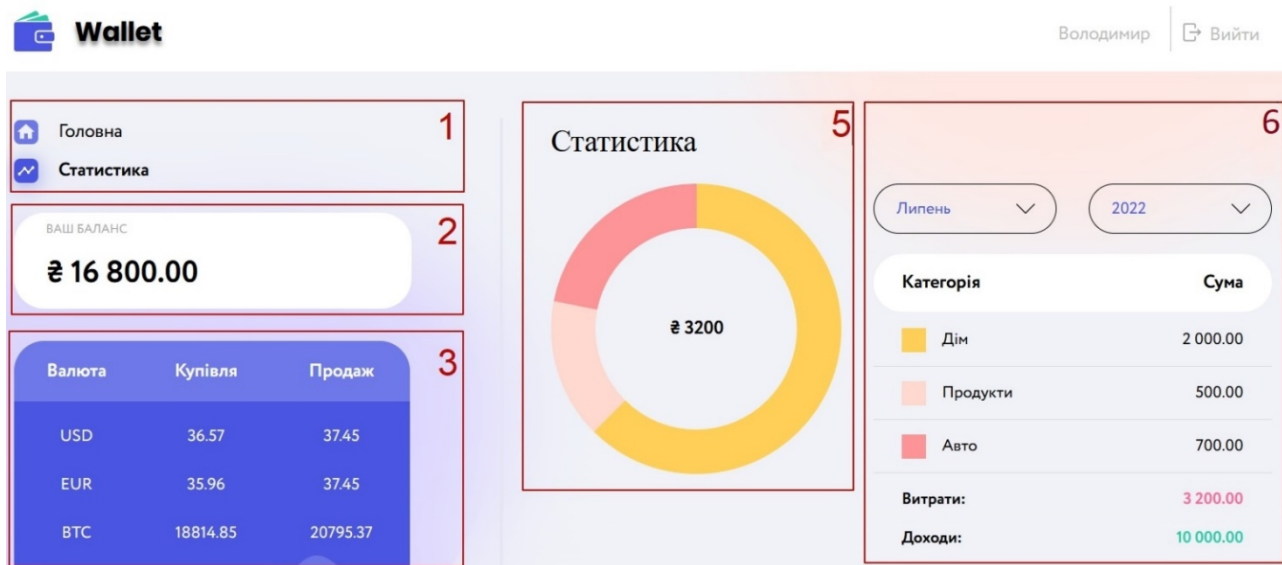 Wallet
Володимир
Вийти
1
Головна
Статистика
2
ВАШ БАЛАНС
₴ 16 800.00
3
Валюта Купівля Продаж
USD 36.57 37.45
EUR 35.96 37.45
BTC 18814.85 20795.37
5
Статистика
₴ 3200
6
Липень 2022
Категорія Сума
Дім 2 000.00
Продукти 500.00
Авто 700.00
Витрати: 3 200.00
Доходи: 10 000.00